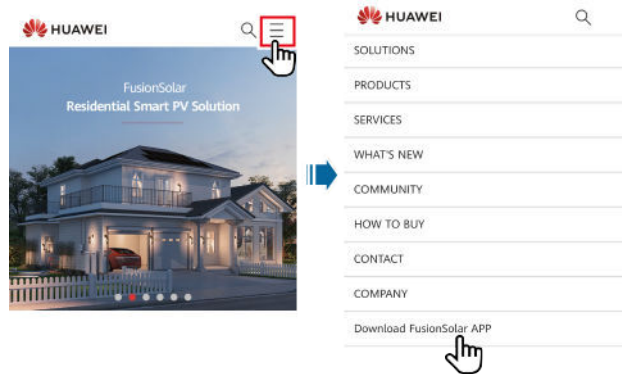 HUAWEI
FusionSolar
Residential Smart PV Solution
HUAWEI
SOLUTIONS
PRODUCTS
SERVICES
WHAT'S NEW
COMMUNITY
HOW TO BUY
CONTACT
COMPANY
Download FusionSolar APP